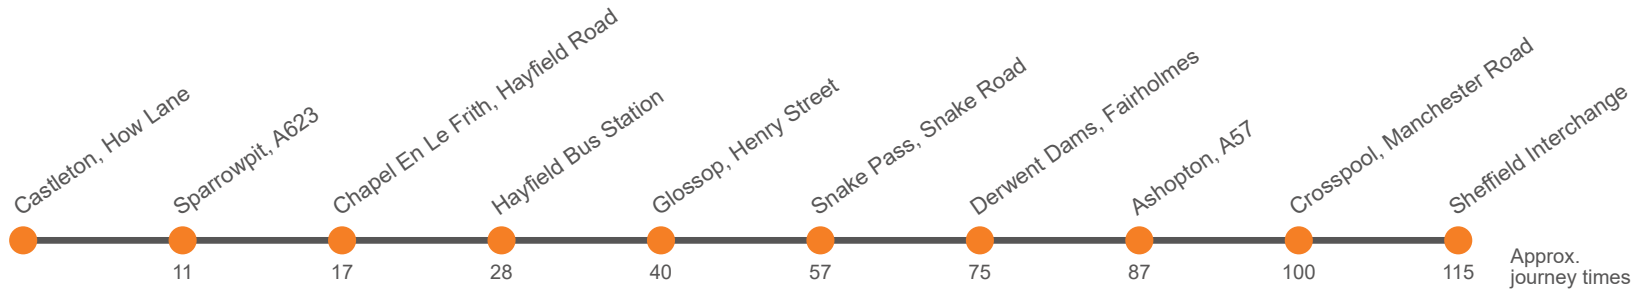 Castleton, How Lane
Sparrowpit, A623
Chapel En Le Frith, Hayfield Road
Hayfield Bus Station
Glossop, Henry Street
Snake Pass, Snake Road
Derwent Dams, Fairholmes
Ashopton, A57
Crosspool, Manchester Road
Sheffield Interchange
11
17
28
40
57
75
87
100
115
Approx.
journey times